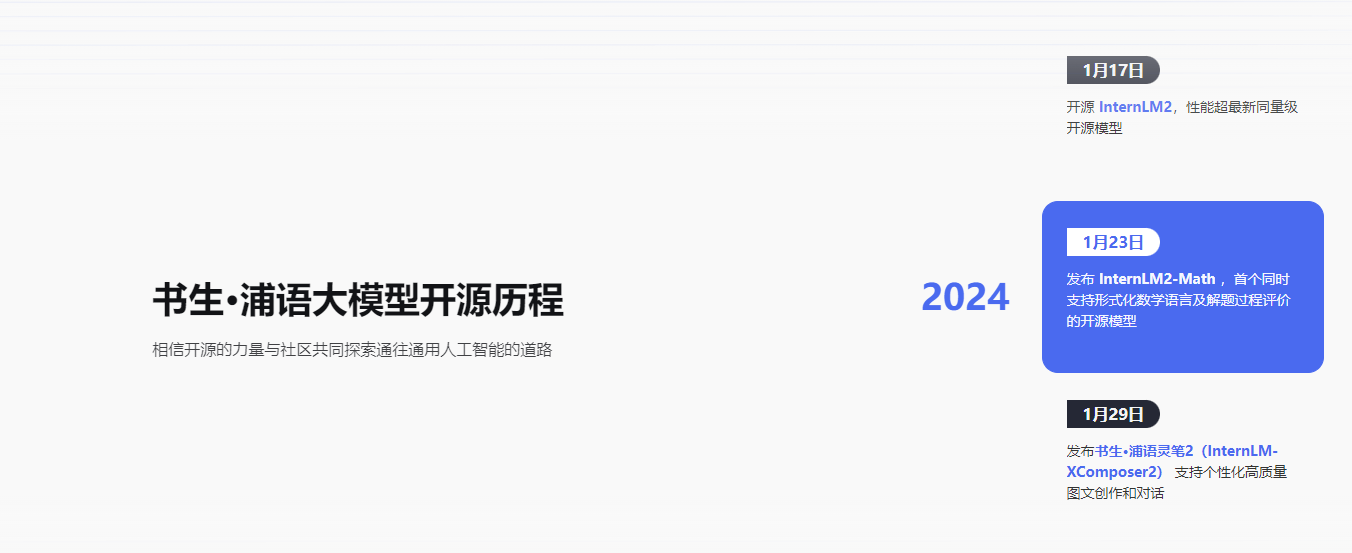 书生·浦语大模型开源历程
相信开源的力量与社区共同探索通往通用人工智能的道路
2024
1月17日
开源 InternLM2，性能超最新同量级
开源模型
1月23日
发布 InternLM2-Math ，首个同时
支持形式化数学语言及解题过程评价
的开源模型
1月29日
发布书生·浦语灵笔2（InternLM-
XComposer2） 支持个性化高质量
图文创作和对话